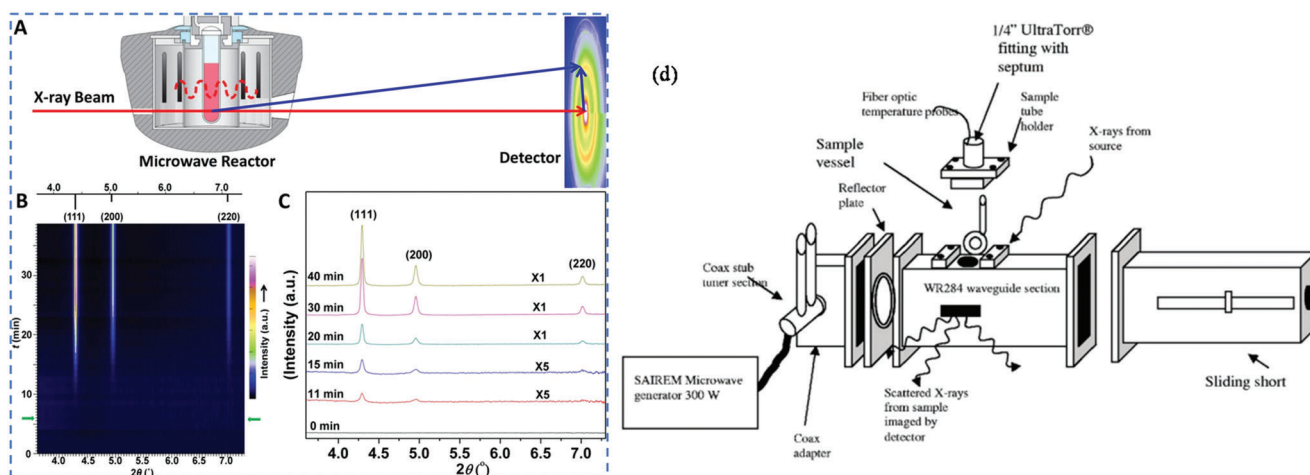 A
X-ray Beam
Microwave Reactor
Detector
B
4.0 5.0 6.0 7.0
(111) (200) (220)
30
20
10
0
t (min)
4.0 4.5 5.0 5.5 6.0 6.5 7.0
2θ (°)
Intensity (a.u.)
C
(111)
(200)
(220)
40 min X1
30 min X1
20 min X1
15 min X5
11 min X5
0 min
(Intensity (a.u.)
4.0 4.5 5.0 5.5 6.0 6.5 7.0
2θ (°)
(d)
1/4” UltraTorr®
fitting with
septum
Fiber optic
temperature probes
Sample
tube
holder
X-rays from
source
Sample
vessel
Reflector
plate
Coax stub
tuner section
WR284 waveguide section
SAIREM Microwave
generator 300 W
Scattered X-rays
from sample
imaged by
detector
Coax
adapter
Sliding short